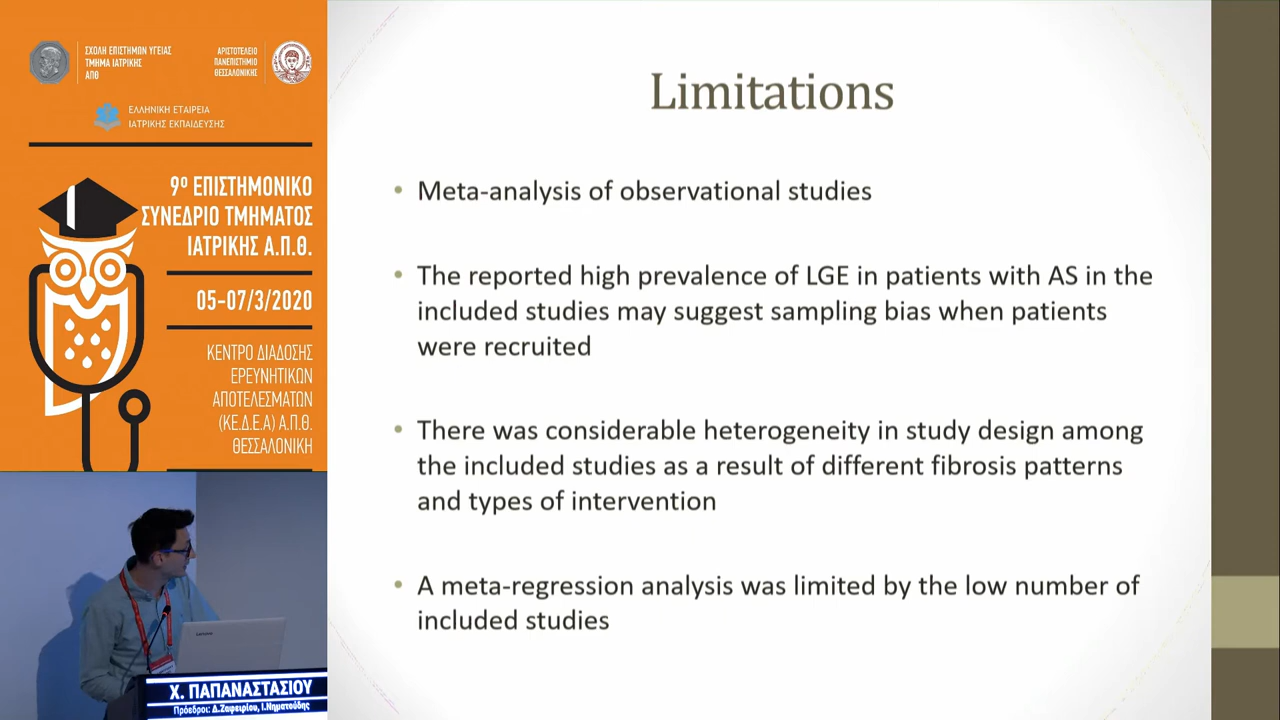 ΣΧΟΛΗ ΕΠΙΣΤΗΜΩΝ ΥΓΕΙΑΣ
ΤΜΗΜΑ ΙΑΤΡΙΚΗΣ
ΑΠΘ
ΑΡΙΣΤΟΤΕΛΕΙΟ
ΠΑΝΕΠΙΣΤΗΜΙΟ
ΘΕΣΣΑΛΟΝΙΚΗΣ
ΕΛΛΗΝΙΚΗ ΕΤΑΙΡΕΙΑ
ΙΑΤΡΙΚΗΣ ΕΚΠΑΙΔΕΥΣΗΣ
9º ΕΠΙΣΤΗΜΟΝΙΚΟ
ΣΥΝΕΔΡΙΟ ΤΜΗΜΑΤΟΣ
ΙΑΤΡΙΚΗΣ Α.Π.Θ.
05-07/3/2020
ΚΕΝΤΡΟ ΔΙΑΔΟΣΗΣ
ΕΡΕΥΝΗΤΙΚΩΝ
ΑΠΟΤΕΛΕΣΜΑΤΩΝ
(ΚΕ.Δ.Ε.Α) Α.Π.Θ.
ΘΕΣΣΑΛΟΝΙΚΗ
Lenovo
Χ. ΠΑΠΑΝΑΣΤΑΣΙΟΥ
Πρόεδροι: Δ.Ζαφειρίου, Ι.Νηματούδης
Limitations
• Meta-analysis of observational studies
• The reported high prevalence of LGE in patients with AS in the
included studies may suggest sampling bias when patients
were recruited
• There was considerable heterogeneity in study design among
the included studies as a result of different fibrosis patterns
and types of intervention
• A meta-regression analysis was limited by the low number of
included studies